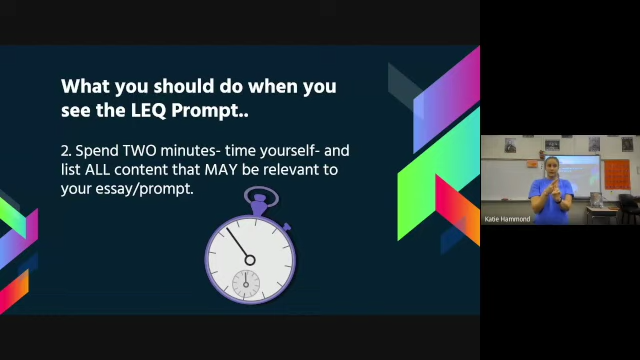 What you should do when you
see the LEQ Prompt..
2. Spend TWO minutes- time yourself- and
list ALL content that MAY be relevant to
your essay/prompt.
Katie Hammond